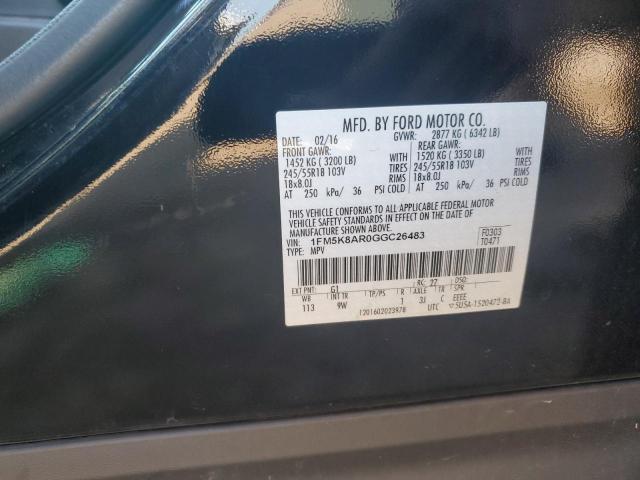 MFD. BY FORD MOTOR CO.
DATE: 02/16 GVWR: 2877 KG ( 6342 LB)
FRONT GAWR: REAR GAWR:
1452 KG ( 3200 LB) 1520 KG ( 3350 LB)
245/55R18 103V TIRES 245/55R18 103V TIRES
18x8.0J RIMS 18x8.0J RIMS
AT 250 kPa/ 36 PSI COLD AT 250 kPa/ 36 PSI COLD
THIS VEHICLE CONFORMS TO ALL APPLICABLE FEDERAL MOTOR
VEHICLE SAFETY STANDARDS IN EFFECT ON THE DATE OF
MANUFACTURE SHOWN ABOVE.
VIN: 1FM5K8AR0GGC26483 F0303
TYPE: MPV T0471
EXT PNT: G1 RC: 27 DSO:
WB INT TR TP/PS R AXLE TR SPR
113 9W 1 3J C EEEE
1201602023978 UTC 5U5A-1520472-BA